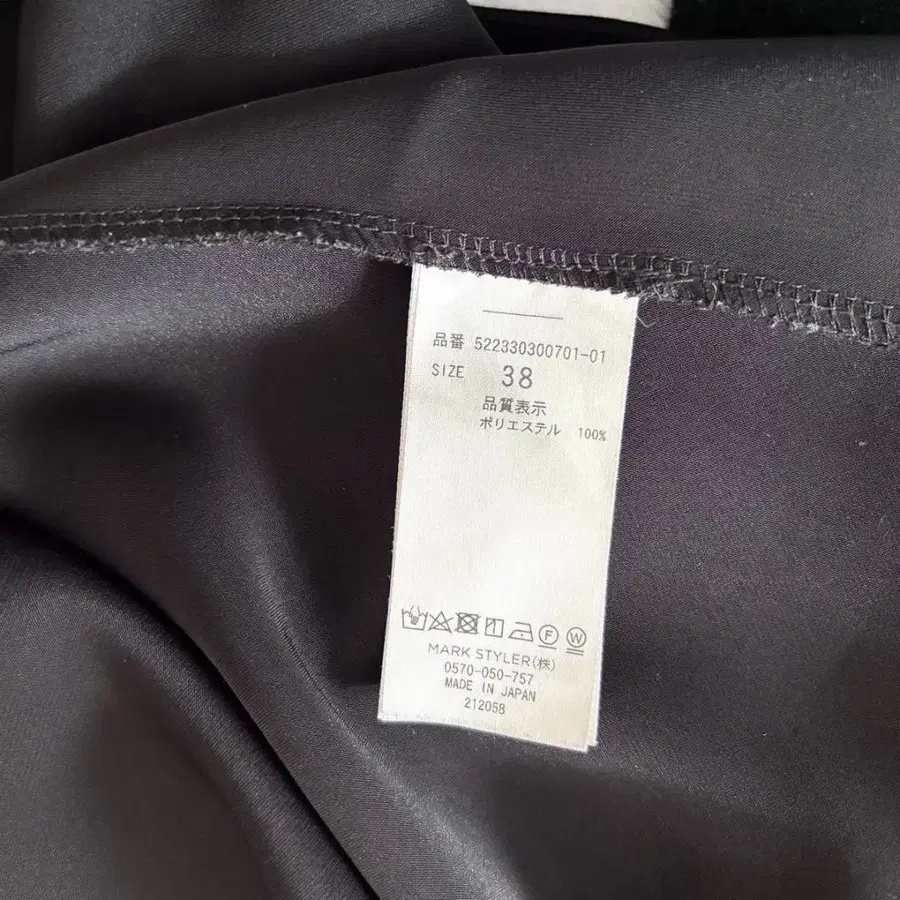 品番 522330300701-01
SIZE 38
品質表示
ポリエステル 100%
F W
MARK STYLER(株)
0570-050-757
MADE IN JAPAN
212058